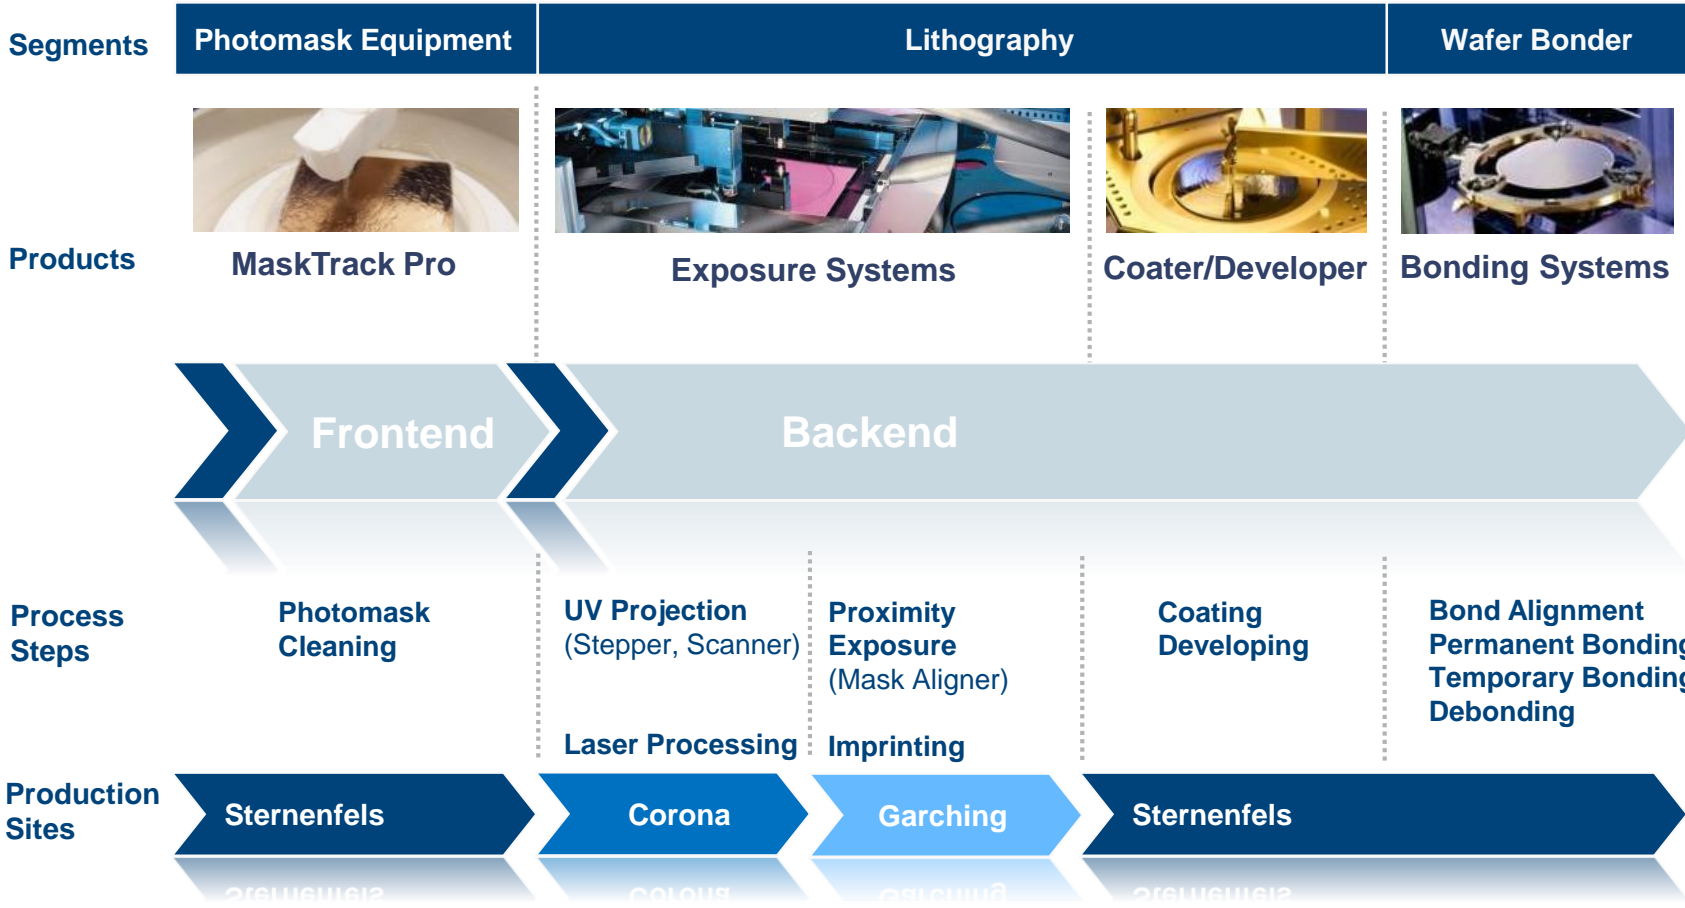 Segments
Photomask Equipment
Lithography
Wafer Bonder
Products
MaskTrack Pro
Exposure Systems
Coater/Developer
Bonding Systems
Frontend
Backend
Process
Steps
Photomask
Cleaning
UV Projection
(Stepper, Scanner)
Laser Processing
Proximity
Exposure
(Mask Aligner)
Imprinting
Coating
Developing
Bond Alignment
Permanent Bonding
Temporary Bonding
Debonding
Production
Sites
Sternenfels
Corona
Garching
Sternenfels